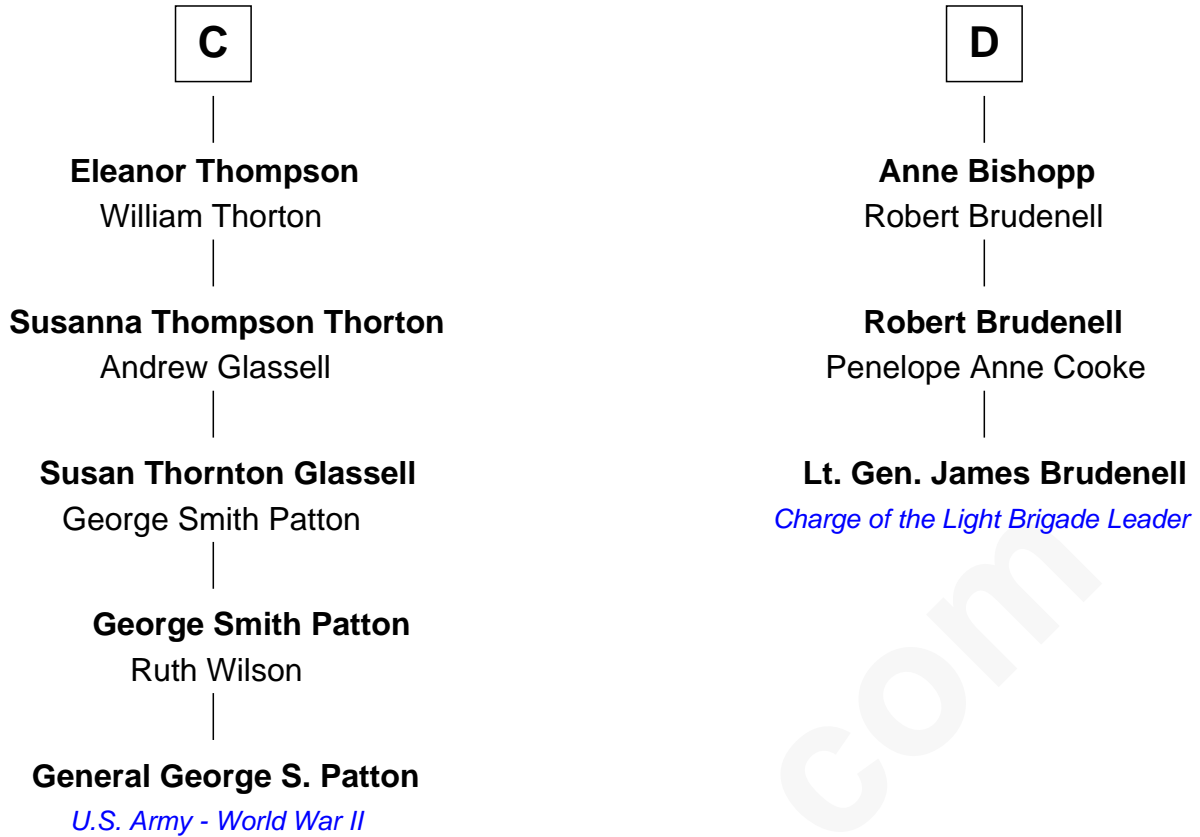 C
Eleanor Thompson
William Thorton
Susanna Thompson Thorton
Andrew Glassell
Susan Thornton Glassell
George Smith Patton
George Smith Patton
Ruth Wilson
General George S. Patton
U.S. Army - World War II
D
Anne Bishopp
Robert Brudenell
Robert Brudenell
Penelope Anne Cooke
Lt. Gen. James Brudenell
Charge of the Light Brigade Leader
com